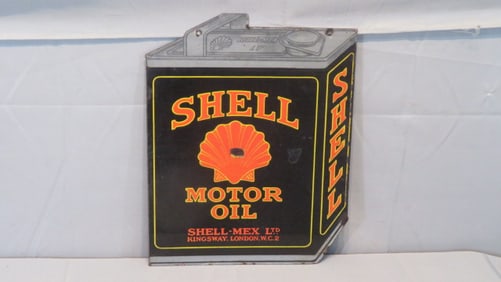 SHELL
MOTOR
OIL
SHELL-MEX LTD
KINGSWAY, LONDON, W.C.2
SHELL